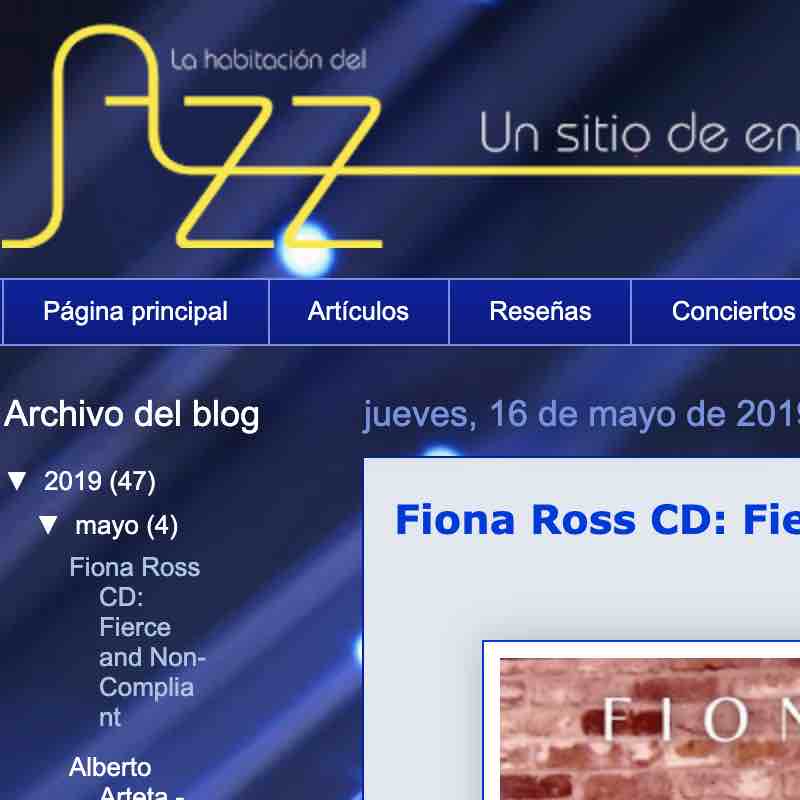 La habitación del
JAZZ
Un sitio de en
Página principal
Artículos
Reseñas
Conciertos
Archivo del blog
▼ 2019 (47)
▼ mayo (4)
Fiona Ross
CD:
Fierce
and Non-
Complia
nt
Alberto
Arteta -
jueves, 16 de mayo de 2019
Fiona Ross CD: Fie
FION